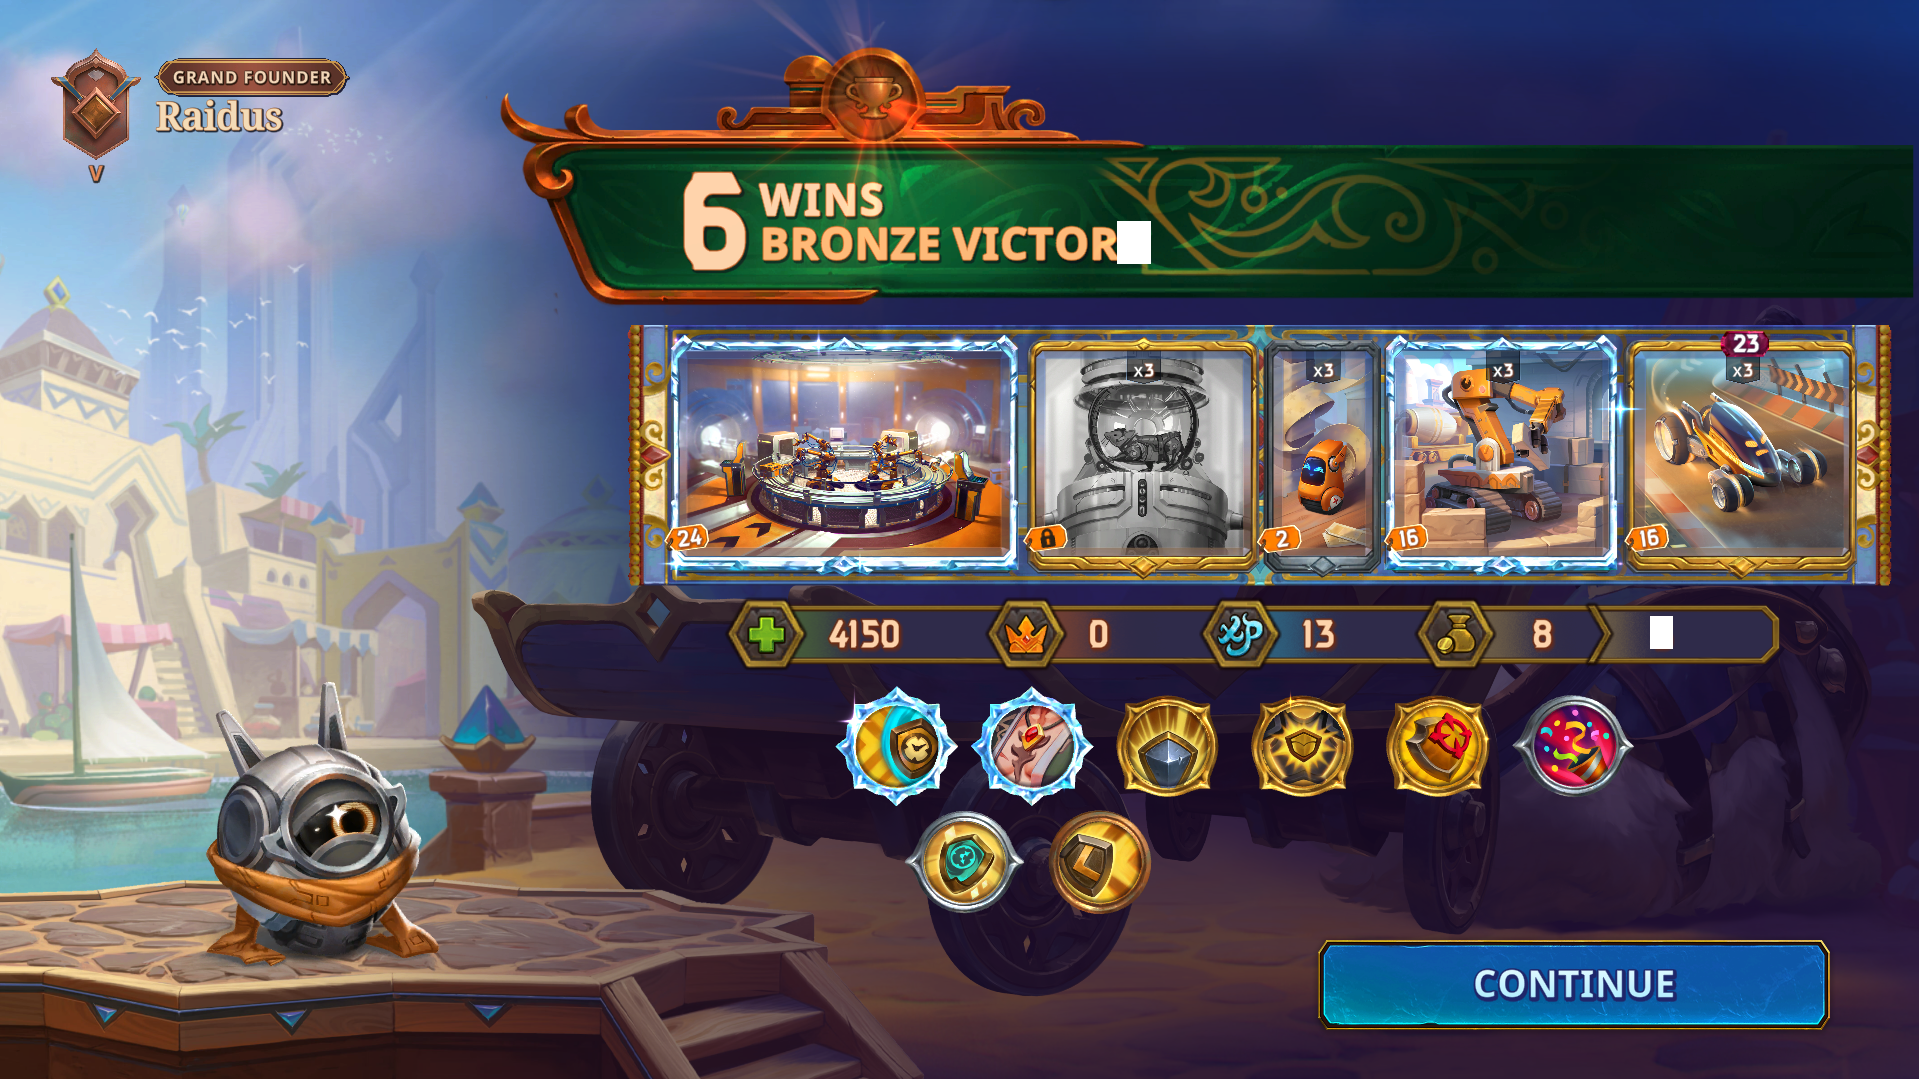 GRAND FOUNDER
Raidus
V
6 WINS
BRONZE VICTOR
x3
x3
x3
23
x3
24
2
16
16
4150
0
XP
13
8
CONTINUE